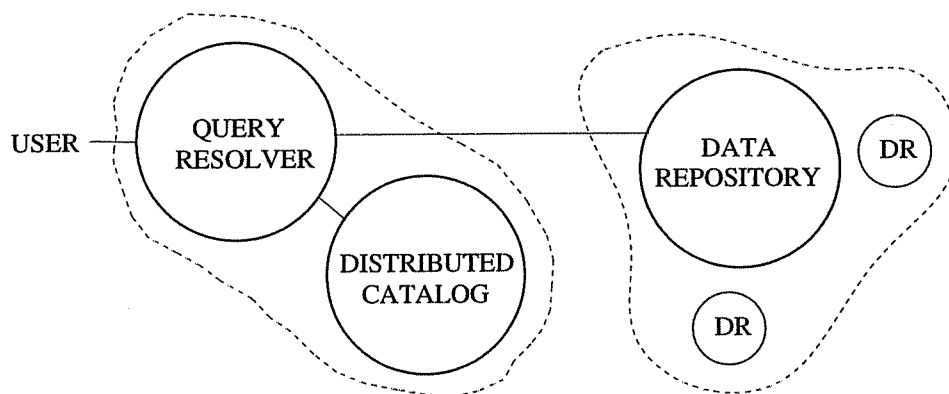 USER
QUERY
RESOLVER
DISTRIBUTED
CATALOG
DATA
REPOSITORY
DR
DR